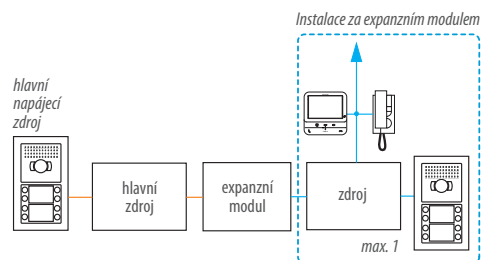 Instalace za expanzním modulem
hlavní
napájecí
zdroj
hlavní
zdroj
expanzní
modul
zdroj
max. 1